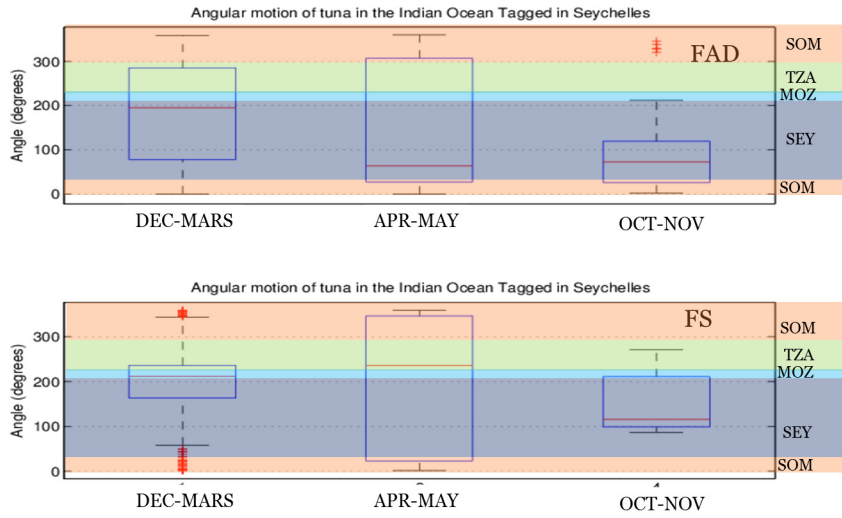 Angular motion of tuna in the Indian Ocean Tagged in Seychelles
FAD
SOM
TZA
MOZ
SEY
SOM
Angle (degrees)
300
200
100
0
DEC-MARS APR-MAY OCT-NOV
Angular motion of tuna in the Indian Ocean Tagged in Seychelles
FS
SOM
TZA
MOZ
SEY
SOM
Angle (degrees)
300
200
100
0
DEC-MARS APR-MAY OCT-NOV